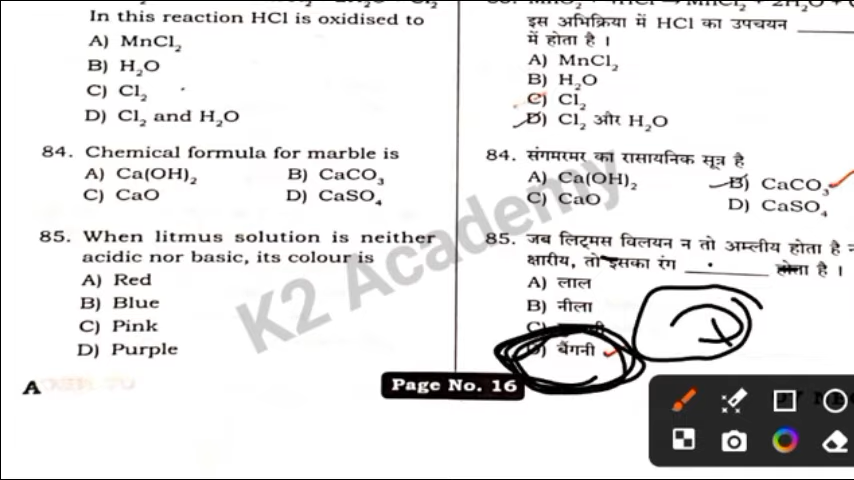 In this reaction HCl is oxidised to
A) MnCl₂
B) H₂O
C) Cl₂
D) Cl₂ and H₂O
84. Chemical formula for marble is
A) Ca(OH)₂ B) CaCO₃
C) CaO D) CaSO₄
85. When litmus solution is neither
acidic nor basic, its colour is
A) Red
B) Blue
C) Pink
D) Purple
A
इस अभिक्रिया में HCl का उपचयन ______
में होता है ।
A) MnCl₂
B) H₂O
C) Cl₂
D) Cl₂ और H₂O
84. संगमरमर का रासायनिक सूत्र है
A) Ca(OH)₂ B) CaCO₃
C) CaO D) CaSO₄
85. जब लिट्मस विलयन न तो अम्लीय होता है
क्षारीय, तो इसका रंग ______ होता है ।
A) लाल
B) नीला
C)
D) बैंगनी
Page No. 16
K2 Academy